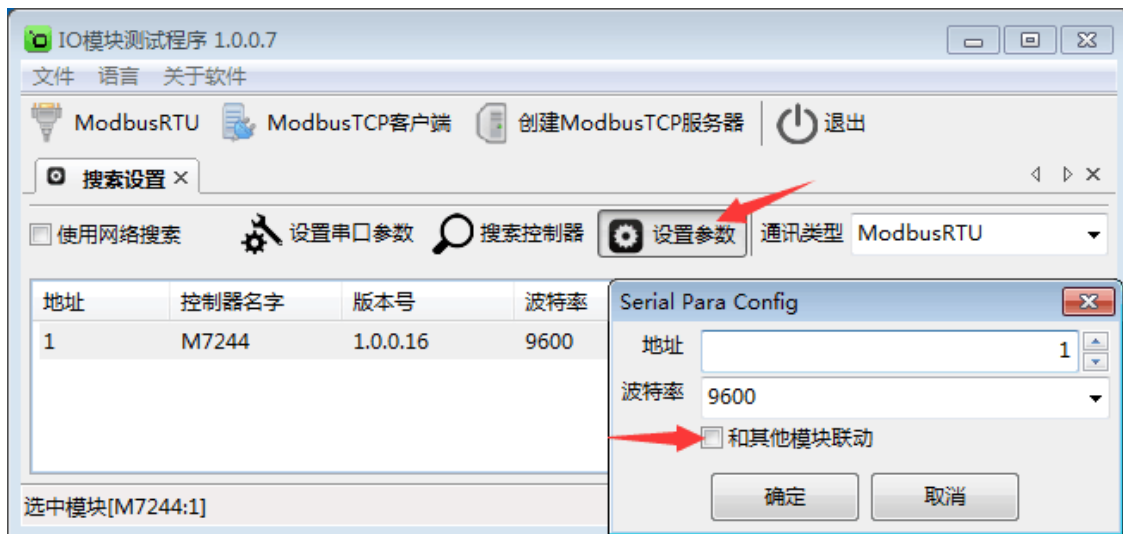 IO模块测试程序 1.0.0.7
文件 语言 关于软件
ModbusRTU ModbusTCP客户端 创建ModbusTCP服务器 退出
搜索设置
使用网络搜索 设置串口参数 搜索控制器 设置参数 通讯类型 ModbusRTU
地址 控制器名字 版本号 波特率
1 M7244 1.0.0.16 9600
Serial Para Config
地址 1
波特率 9600
和其他模块联动
确定 取消
选中模块[M7244:1]